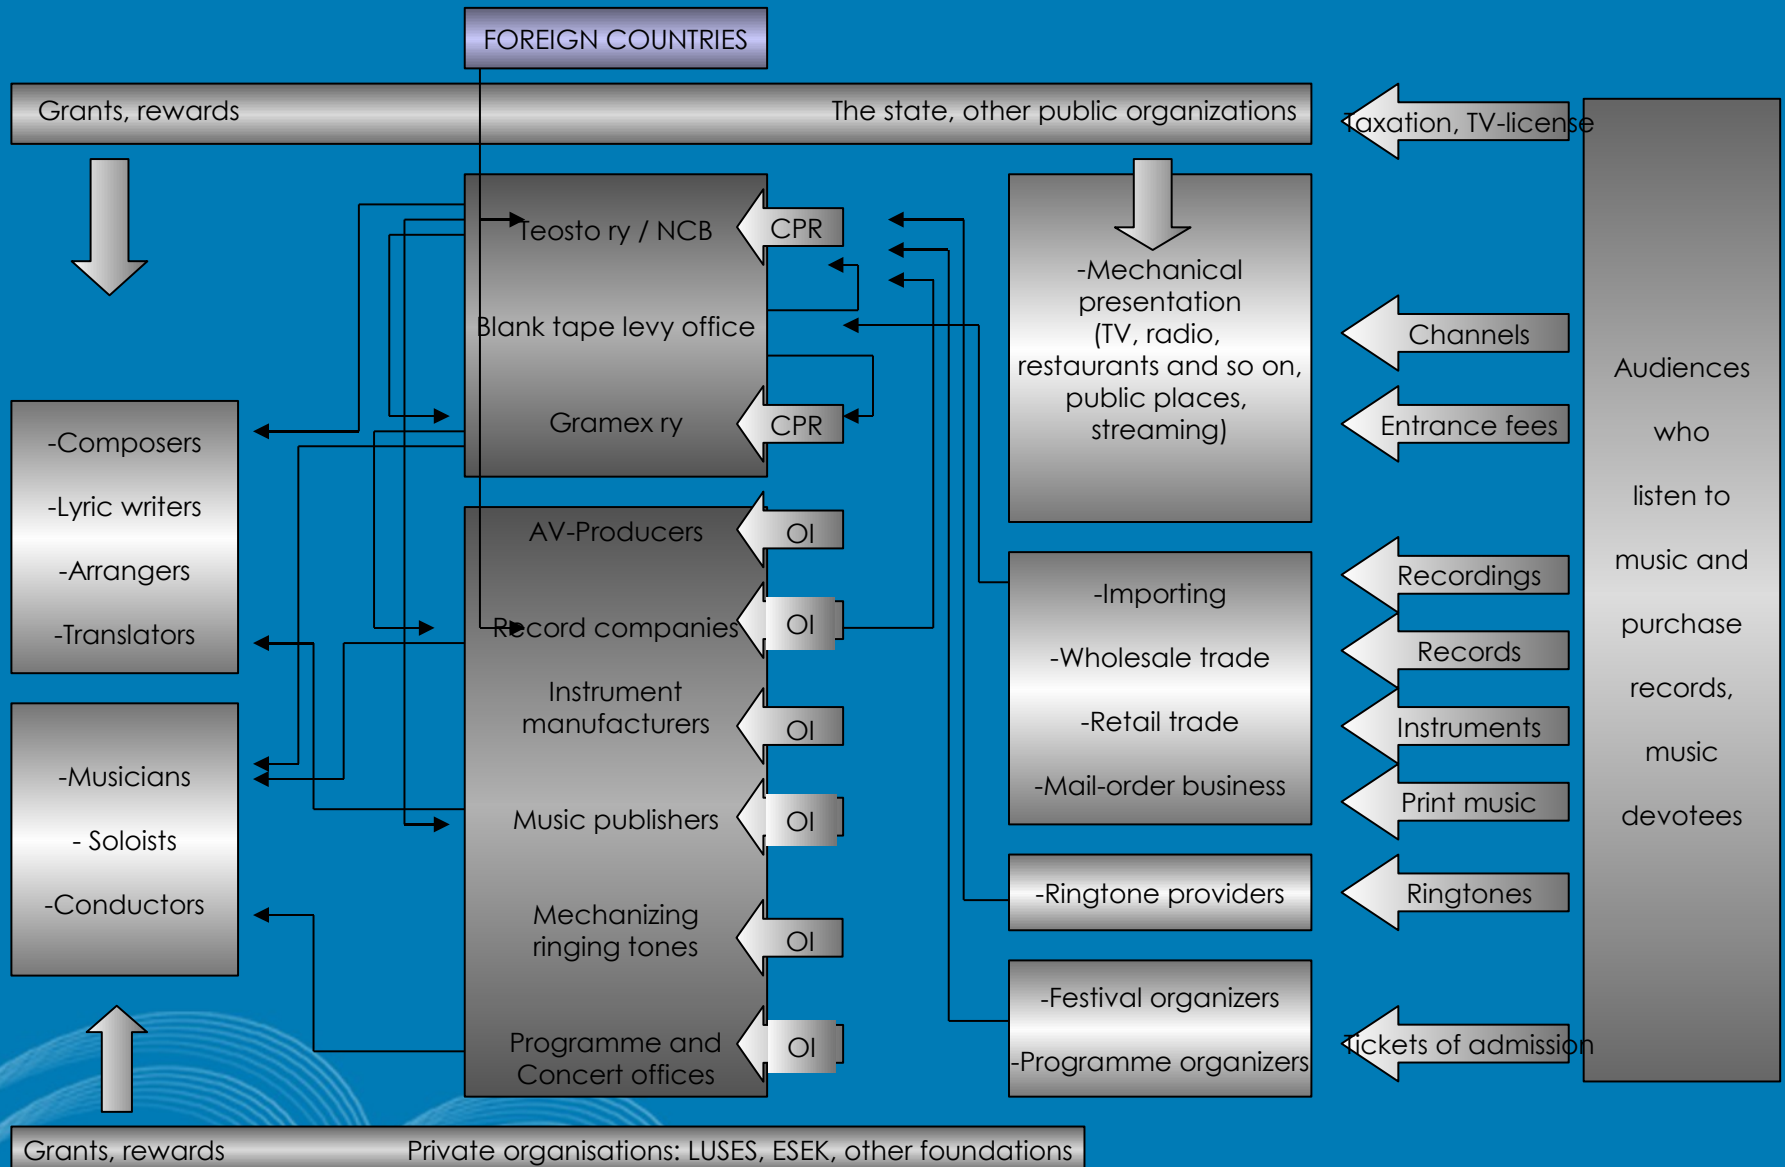 FOREIGN COUNTRIES
Grants, rewards
The state, other public organizations
Taxation, TV-license
Teosto ry / NCB
CPR
Blank tape levy office
Gramex ry
CPR
-Mechanical
presentation
(TV, radio,
restaurants and so on,
public places,
streaming)
Channels
Entrance fees
Audiences
who
listen to
music and
purchase
records,
music
devotees
-Composers
-Lyric writers
-Arrangers
-Translators
AV-Producers
OI
Record companies
OI
Instrument
manufacturers
OI
Music publishers
OI
Mechanizing
ringing tones
OI
Programme and
Concert offices
OI
-Importing
-Wholesale trade
-Retail trade
-Mail-order business
Recordings
Records
Instruments
Print music
-Musicians
- Soloists
-Conductors
-Ringtone providers
Ringtones
-Festival organizers
-Programme organizers
Tickets of admission
Grants, rewards
Private organisations: LUSES, ESEK, other foundations